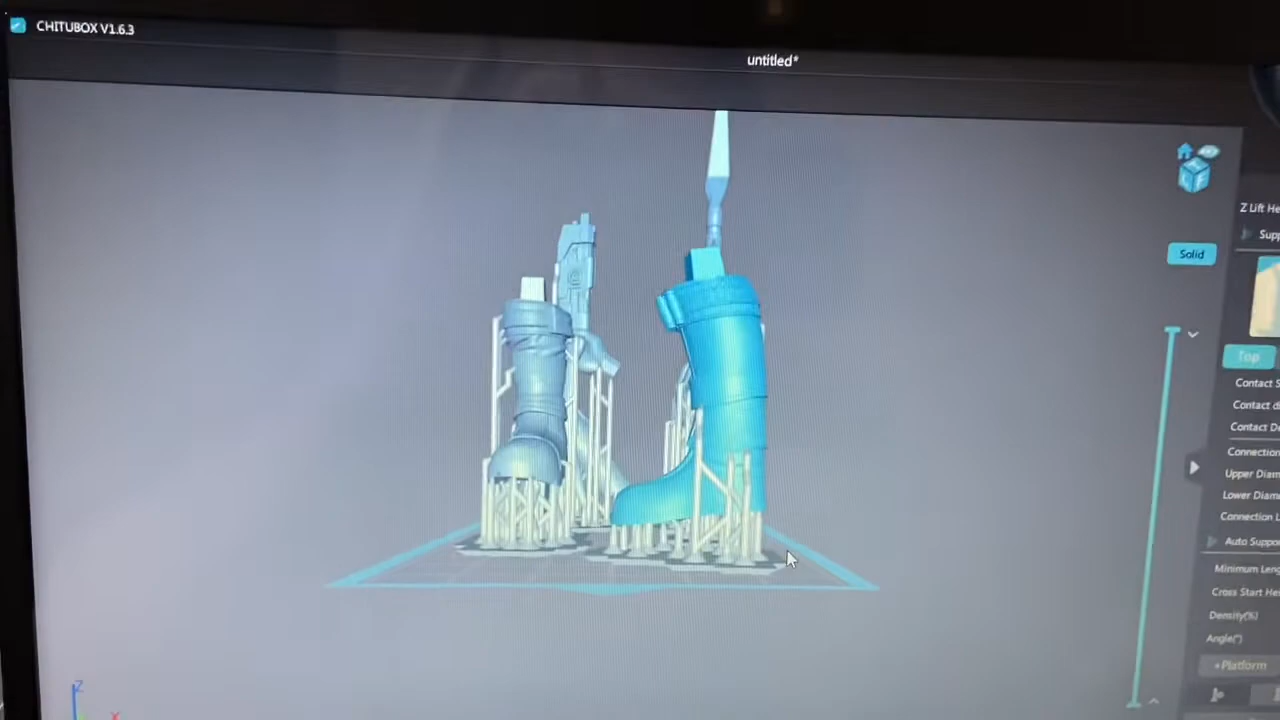 CHITUBOX V1.6.3
untitled*
Z Lift He
Supp
Solid
Top
Contact S
Contact d
Contact De
Connection
Upper Diam
Lower Diam
Connection L
Auto Suppo
Minimum Leng
Cross Start He
Density(%)
Angle(°)
+Platform
Z
X